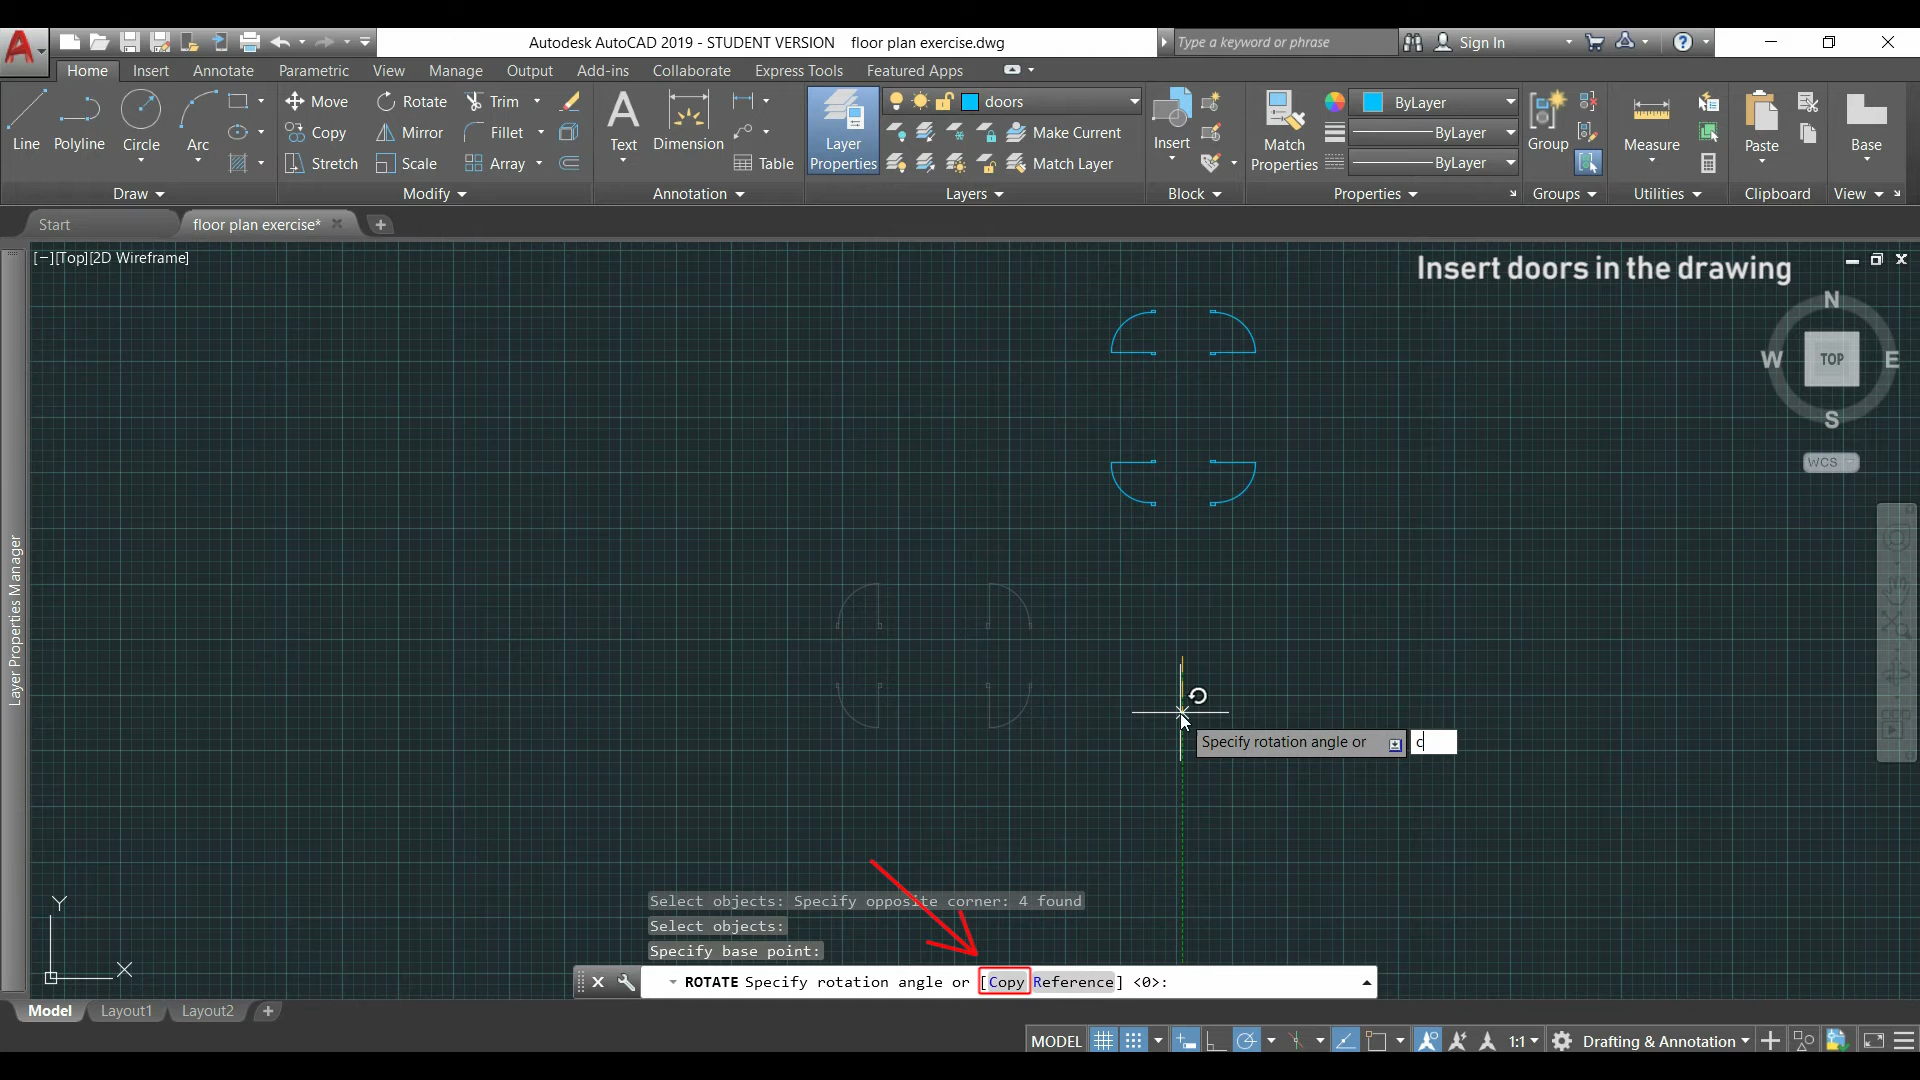 Autodesk AutoCAD 2019 - STUDENT VERSION floor plan exercise.dwg
Type a keyword or phrase
Sign In
Home Insert Annotate Parametric View Manage Output Add-ins Collaborate Express Tools Featured Apps
Line Polyline Circle Arc
Move Rotate Trim
Copy Mirror Fillet
Stretch Scale Array
Text Dimension Table
Layer Properties
doors
Make Current
Match Layer
Insert
Match Properties
ByLayer
ByLayer
ByLayer
Group
Measure
Paste
Base
Draw Modify Annotation Layers Block Properties Groups Utilities Clipboard View
Start floor plan exercise*
[−][Top][2D Wireframe]
Insert doors in the drawing
N
W TOP E
S
WCS
Layer Properties Manager
Specify rotation angle or c
Y
X
Select objects: Specify opposite corner: 4 found
Select objects:
Specify base point:
ROTATE Specify rotation angle or [Copy Reference] <0>:
Model Layout1 Layout2
MODEL 1:1 Drafting & Annotation